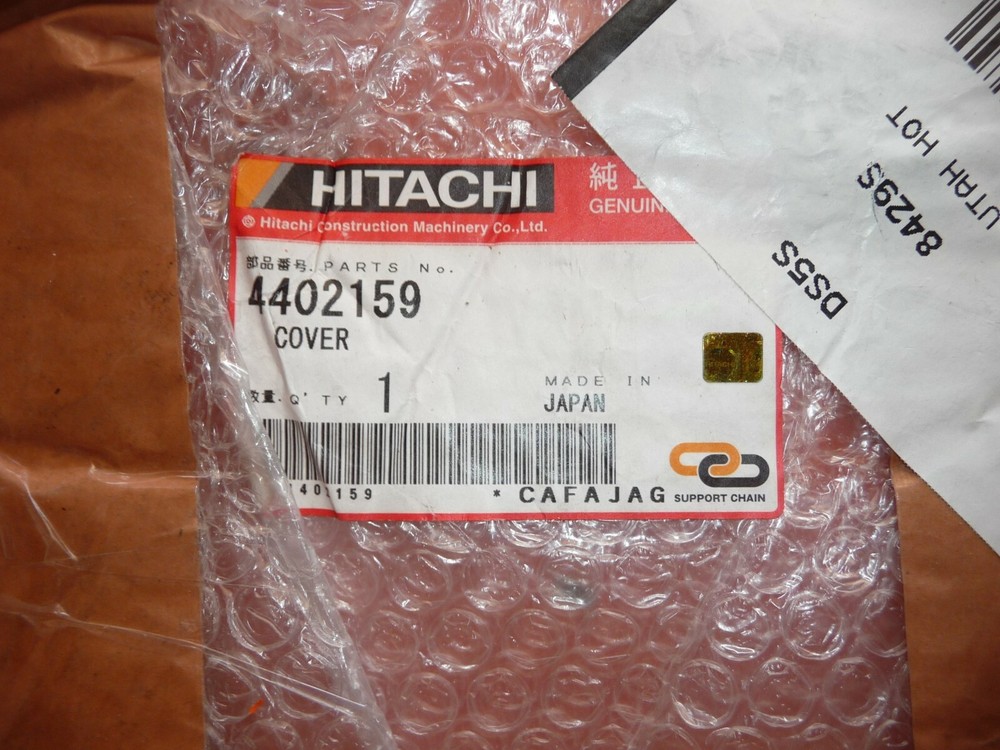 HITACHI
純正
GENUIN
Hitachi Construction Machinery Co.,Ltd.
部品番号. PARTS No.
4402159
COVER
数量. Q'TY 1
MADE IN
JAPAN
* CAFAJAG
SUPPORT CHAIN
UTAH HOT
8429S
DS5S